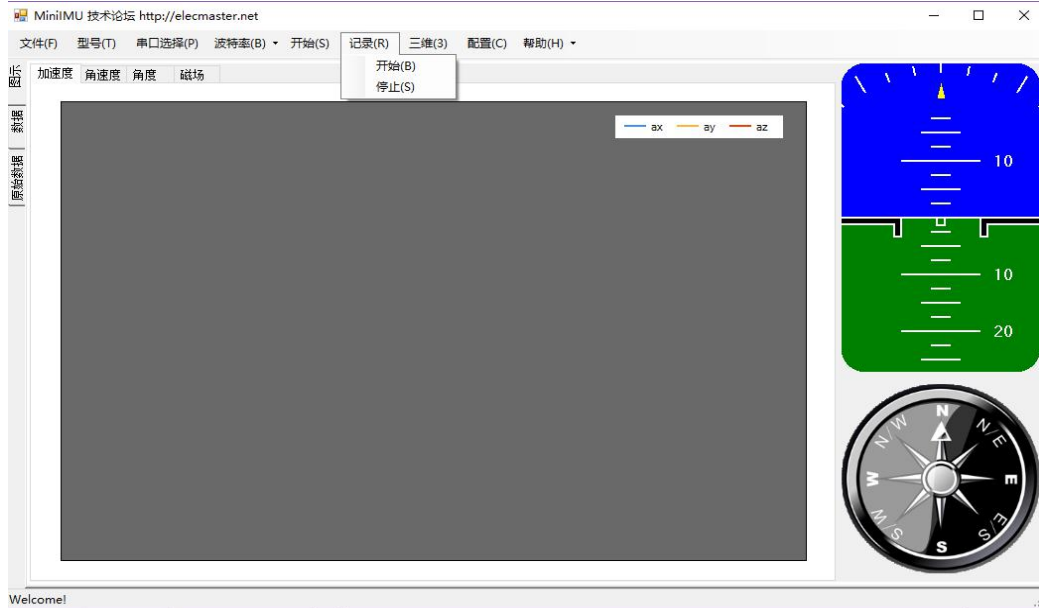 MiniIMU 技术论坛 http://elecmaster.net
文件(F) 型号(T) 串口选择(P) 波特率(B) 开始(S) 记录(R) 三维(3) 配置(C) 帮助(H)
开始(B)
停止(S)
图示
数据
原始数据
加速度 角速度 角度 磁场
ax ay az
10
10
20
N
N/E
E
E/S
S
W/S
W
N/W
Welcome!